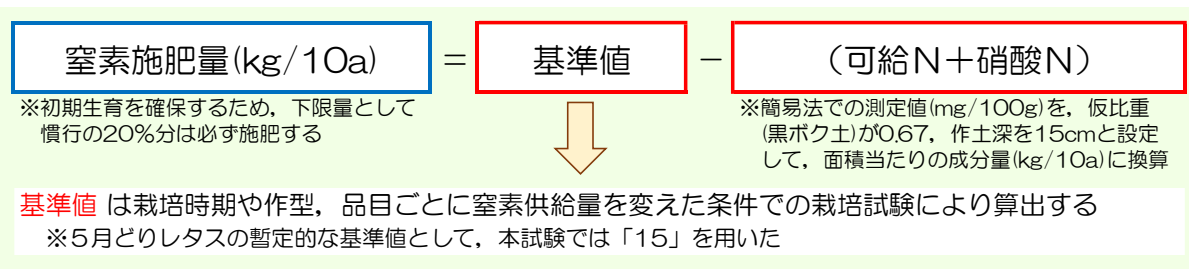 窒素施肥量(kg/10a) = 基準値 − (可給N+硝酸N)
※初期生育を確保するため,下限量として
慣行の20%分は必ず施肥する
※簡易法での測定値(mg/100g)を,仮比重
(黒ボク土)が0.67,作土深を15cmと設定
して,面積当たりの成分量(kg/10a)に換算
基準値 は栽培時期や作型,品目ごとに窒素供給量を変えた条件での栽培試験により算出する
※5月どりレタスの暫定的な基準値として,本試験では「15」を用いた